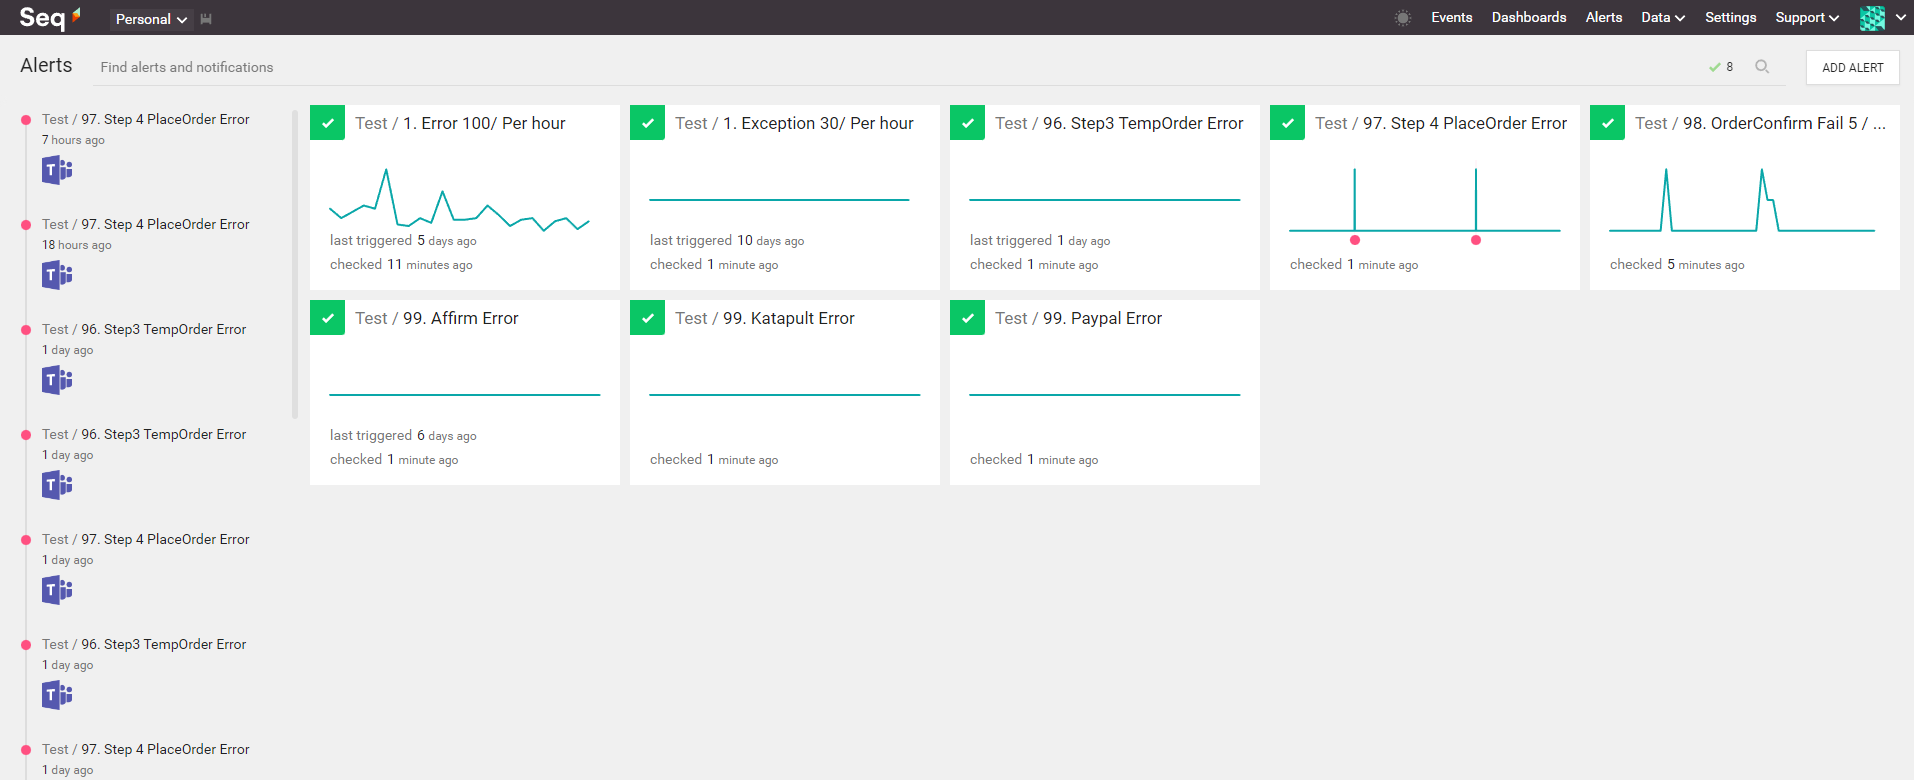 Seq Personal Events Dashboards Alerts Data Settings Support
Alerts Find alerts and notifications 8 ADD ALERT
Test / 97. Step 4 PlaceOrder Error
7 hours ago
T
Test / 97. Step 4 PlaceOrder Error
18 hours ago
T
Test / 96. Step3 TempOrder Error
1 day ago
T
Test / 96. Step3 TempOrder Error
1 day ago
T
Test / 97. Step 4 PlaceOrder Error
1 day ago
T
Test / 96. Step3 TempOrder Error
1 day ago
T
Test / 97. Step 4 PlaceOrder Error
1 day ago
Test / 1. Error 100/ Per hour
last triggered 5 days ago
checked 11 minutes ago
Test / 1. Exception 30/ Per hour
last triggered 10 days ago
checked 1 minute ago
Test / 96. Step3 TempOrder Error
last triggered 1 day ago
checked 1 minute ago
Test / 97. Step 4 PlaceOrder Error
checked 1 minute ago
Test / 98. OrderConfirm Fail 5 / ...
checked 5 minutes ago
Test / 99. Affirm Error
last triggered 6 days ago
checked 1 minute ago
Test / 99. Katapult Error
checked 1 minute ago
Test / 99. Paypal Error
checked 1 minute ago